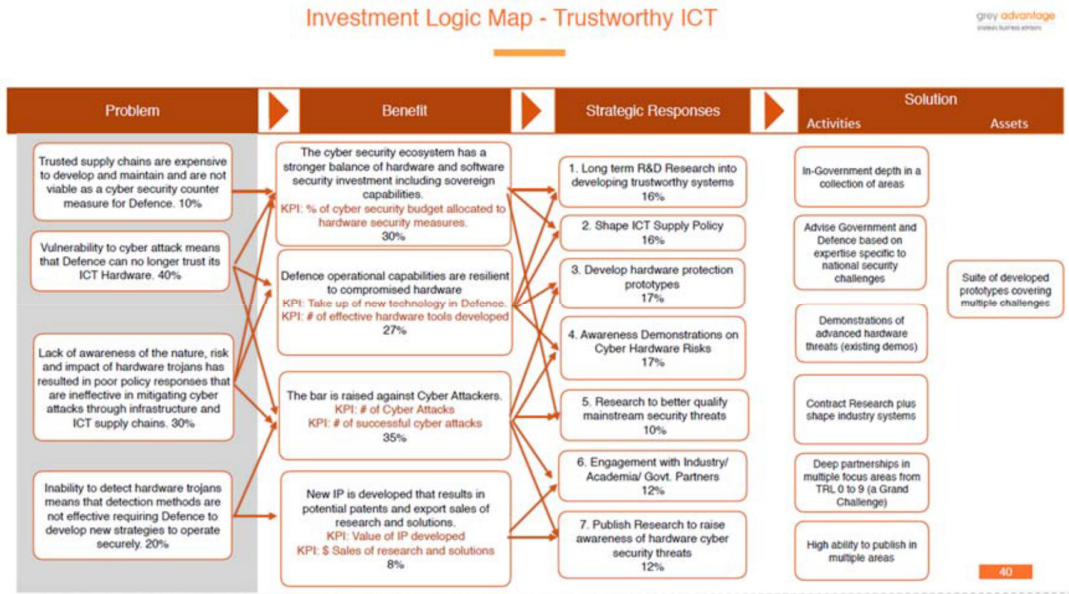 Investment Logic Map - Trustworthy ICT
grey advantage
Problem
Benefit
Strategic Responses
Solution
Activities
Assets
Trusted supply chains are expensive
to develop and maintain and are not
viable as a cyber security counter
measure for Defence. 10%
Vulnerability to cyber attack means
that Defence can no longer trust its
ICT Hardware. 40%
Lack of awareness of the nature, risk
and impact of hardware trojans has
resulted in poor policy responses that
are ineffective in mitigating cyber
attacks through infrastructure and
ICT supply chains. 30%
Inability to detect hardware trojans
means that detection methods are
not effective requiring Defence to
develop new strategies to operate
securely. 20%
The cyber security ecosystem has a
stronger balance of hardware and software
security investment including sovereign
capabilities.
KPI: % of cyber security budget allocated to
hardware security measures.
30%
Defence operational capabilities are resilient
to compromised hardware
KPI: Take up of new technology in Defence.
KPI: # of effective hardware tools developed
27%
The bar is raised against Cyber Attackers.
KPI: # of Cyber Attacks
KPI: # of successful cyber attacks
35%
New IP is developed that results in
potential patents and export sales of
research and solutions.
KPI: Value of IP developed
KPI: $ Sales of research and solutions
8%
1. Long term R&D Research into
developing trustworthy systems
16%
2. Shape ICT Supply Policy
16%
3. Develop hardware protection
prototypes
17%
4. Awareness Demonstrations on
Cyber Hardware Risks
17%
5. Research to better qualify
mainstream security threats
10%
6. Engagement with Industry/
Academia/ Govt. Partners
12%
7. Publish Research to raise
awareness of hardware cyber
security threats
12%
In-Government depth in a
collection of areas
Advise Government and
Defence based on
expertise specific to
national security
challenges
Demonstrations of
advanced hardware
threats (existing demos)
Contract Research plus
shape industry systems
Deep partnerships in
multiple focus areas from
TRL 0 to 9 (a Grand
Challenge)
High ability to publish in
multiple areas
Suite of developed
prototypes covering
multiple challenges
40